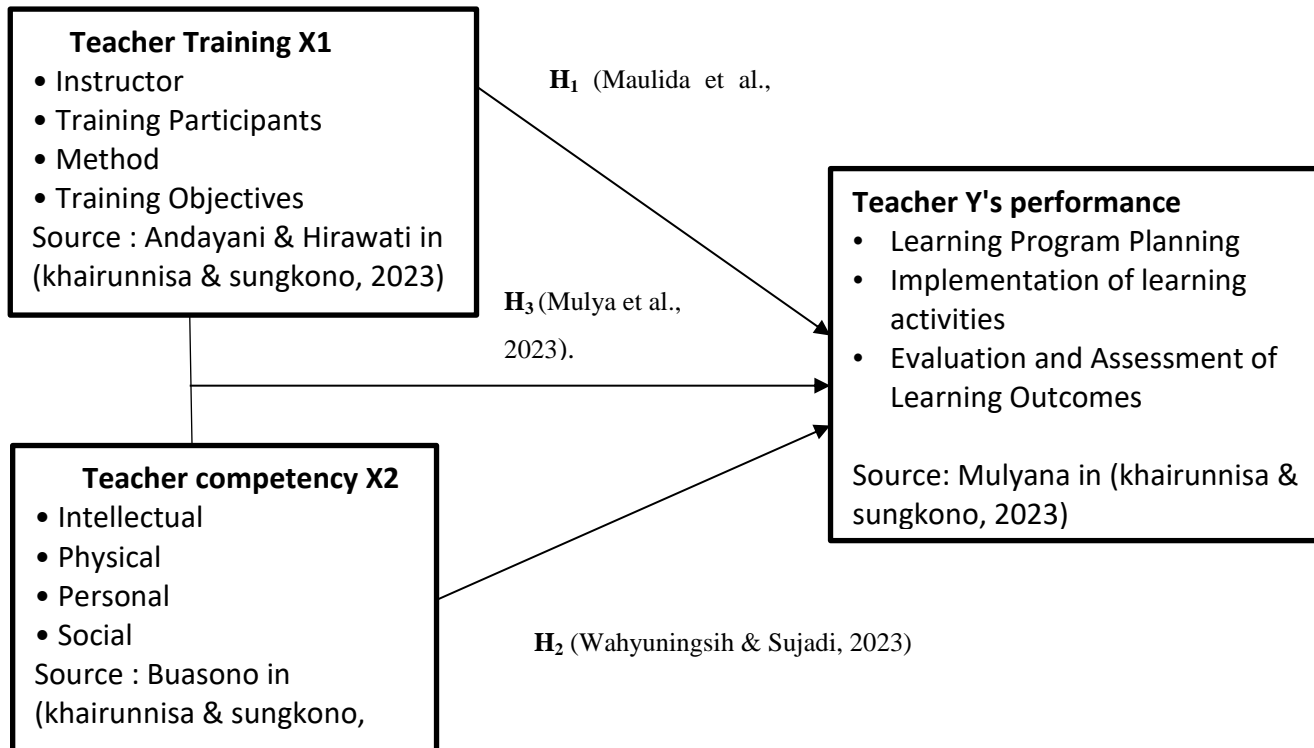 Teacher Training X1
• Instructor
• Training Participants
• Method
• Training Objectives
Source : Andayani & Hirawati in
(khairunnisa & sungkono, 2023)
H₁ (Maulida et al.,
H₃ (Mulya et al.,
2023).
Teacher Y's performance
• Learning Program Planning
• Implementation of learning
activities
• Evaluation and Assessment of
Learning Outcomes
Source: Mulyana in (khairunnisa &
sungkono, 2023)
Teacher competency X2
• Intellectual
• Physical
• Personal
• Social
Source : Buasono in
(khairunnisa & sungkono,
H₂ (Wahyuningsih & Sujadi, 2023)